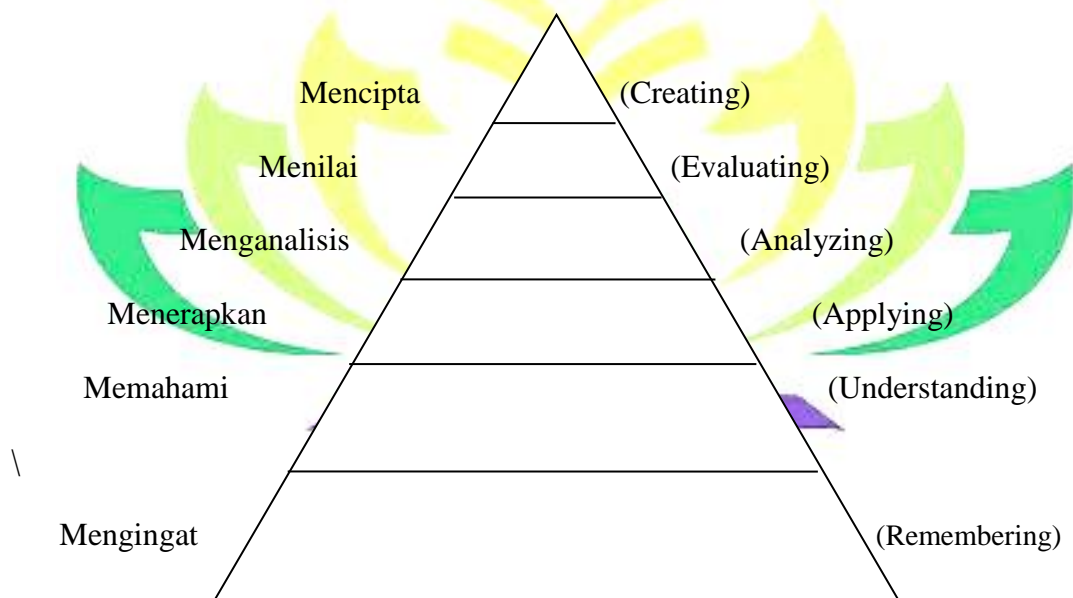 Mencipta (Creating)
Menilai (Evaluating)
Menganalisis (Analyzing)
Menerapkan (Applying)
Memahami (Understanding)
\
Mengingat (Remembering)